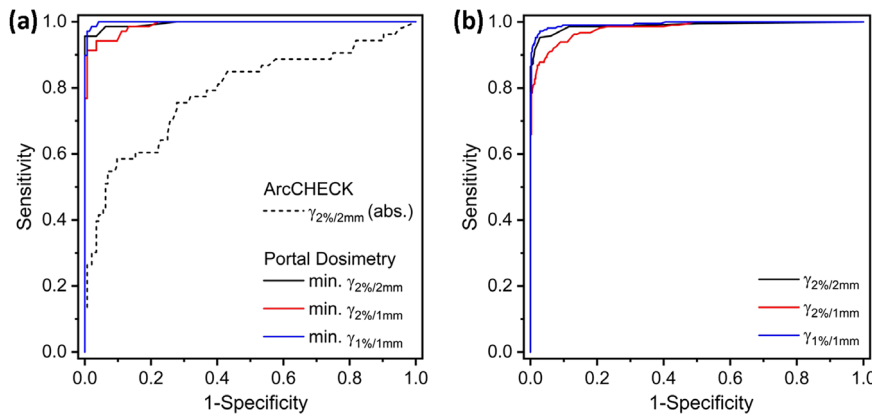 (a)
1.0
0.8
0.6
0.4
0.2
0.0
Sensitivity
ArcCHECK
γ2%/2mm (abs.)
Portal Dosimetry
min. γ2%/2mm
min. γ2%/1mm
min. γ1%/1mm
0.0 0.2 0.4 0.6 0.8 1.0
1-Specificity
(b)
1.0
0.8
0.6
0.4
0.2
0.0
Sensitivity
γ2%/2mm
γ2%/1mm
γ1%/1mm
0.0 0.2 0.4 0.6 0.8 1.0
1-Specificity